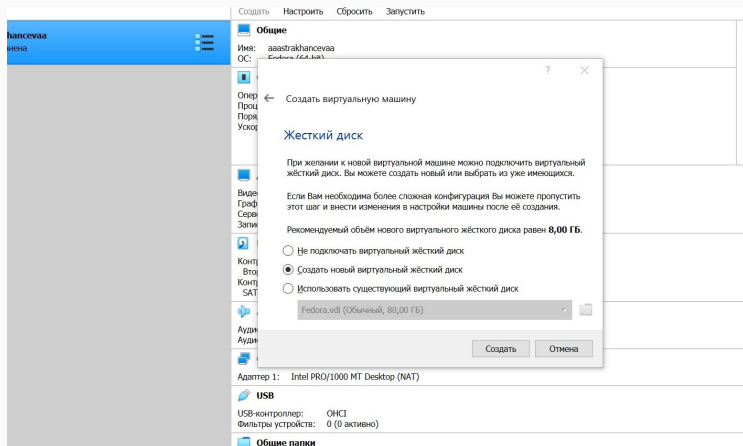 Создать Настроить Сбросить Запустить
hancevaa
нена
Общие
Имя: aaastrakhancevaa
ОС: Fedora (64-bit)
?
Создать виртуальную машину
Жесткий диск
При желании к новой виртуальной машине можно подключить виртуальный
жёсткий диск. Вы можете создать новый или выбрать из уже имеющихся.
Если Вам необходима более сложная конфигурация Вы можете пропустить
этот шаг и внести изменения в настройки машины после её создания.
Рекомендуемый объём нового виртуального жёсткого диска равен 8,00 ГБ.
Не подключать виртуальный жёсткий диск
Создать новый виртуальный жёсткий диск
Использовать существующий виртуальный жёсткий диск
Fedora.vdi (Обычный, 80,00 ГБ)
Создать Отмена
Опер
Проц
Поря
Ускор
Виде
Граф
Серв
Запи
Конт
Втор
Конт
SAT
Ауди
Ауди
Адаптер 1: Intel PRO/1000 MT Desktop (NAT)
USB
USB-контроллер: OHCI
Фильтры устройств: 0 (0 активно)
Общие папки